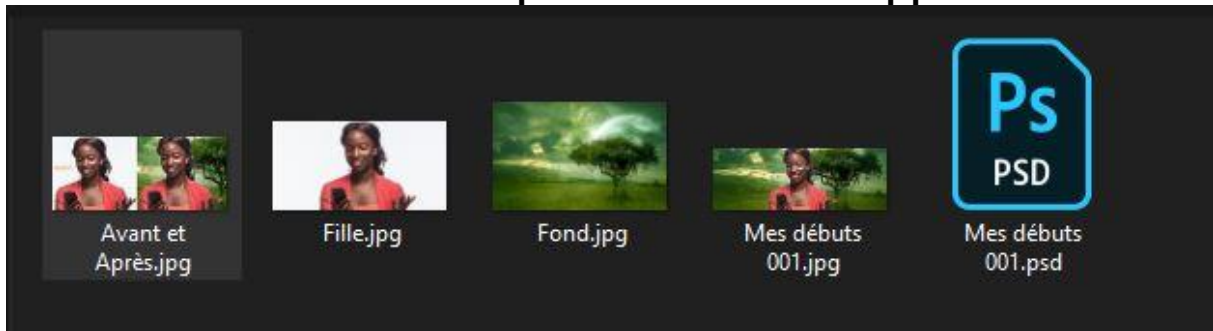 Ps
PSD
Avant et
Après.jpg
Fille.jpg
Fond.jpg
Mes débuts
001.jpg
Mes débuts
001.psd